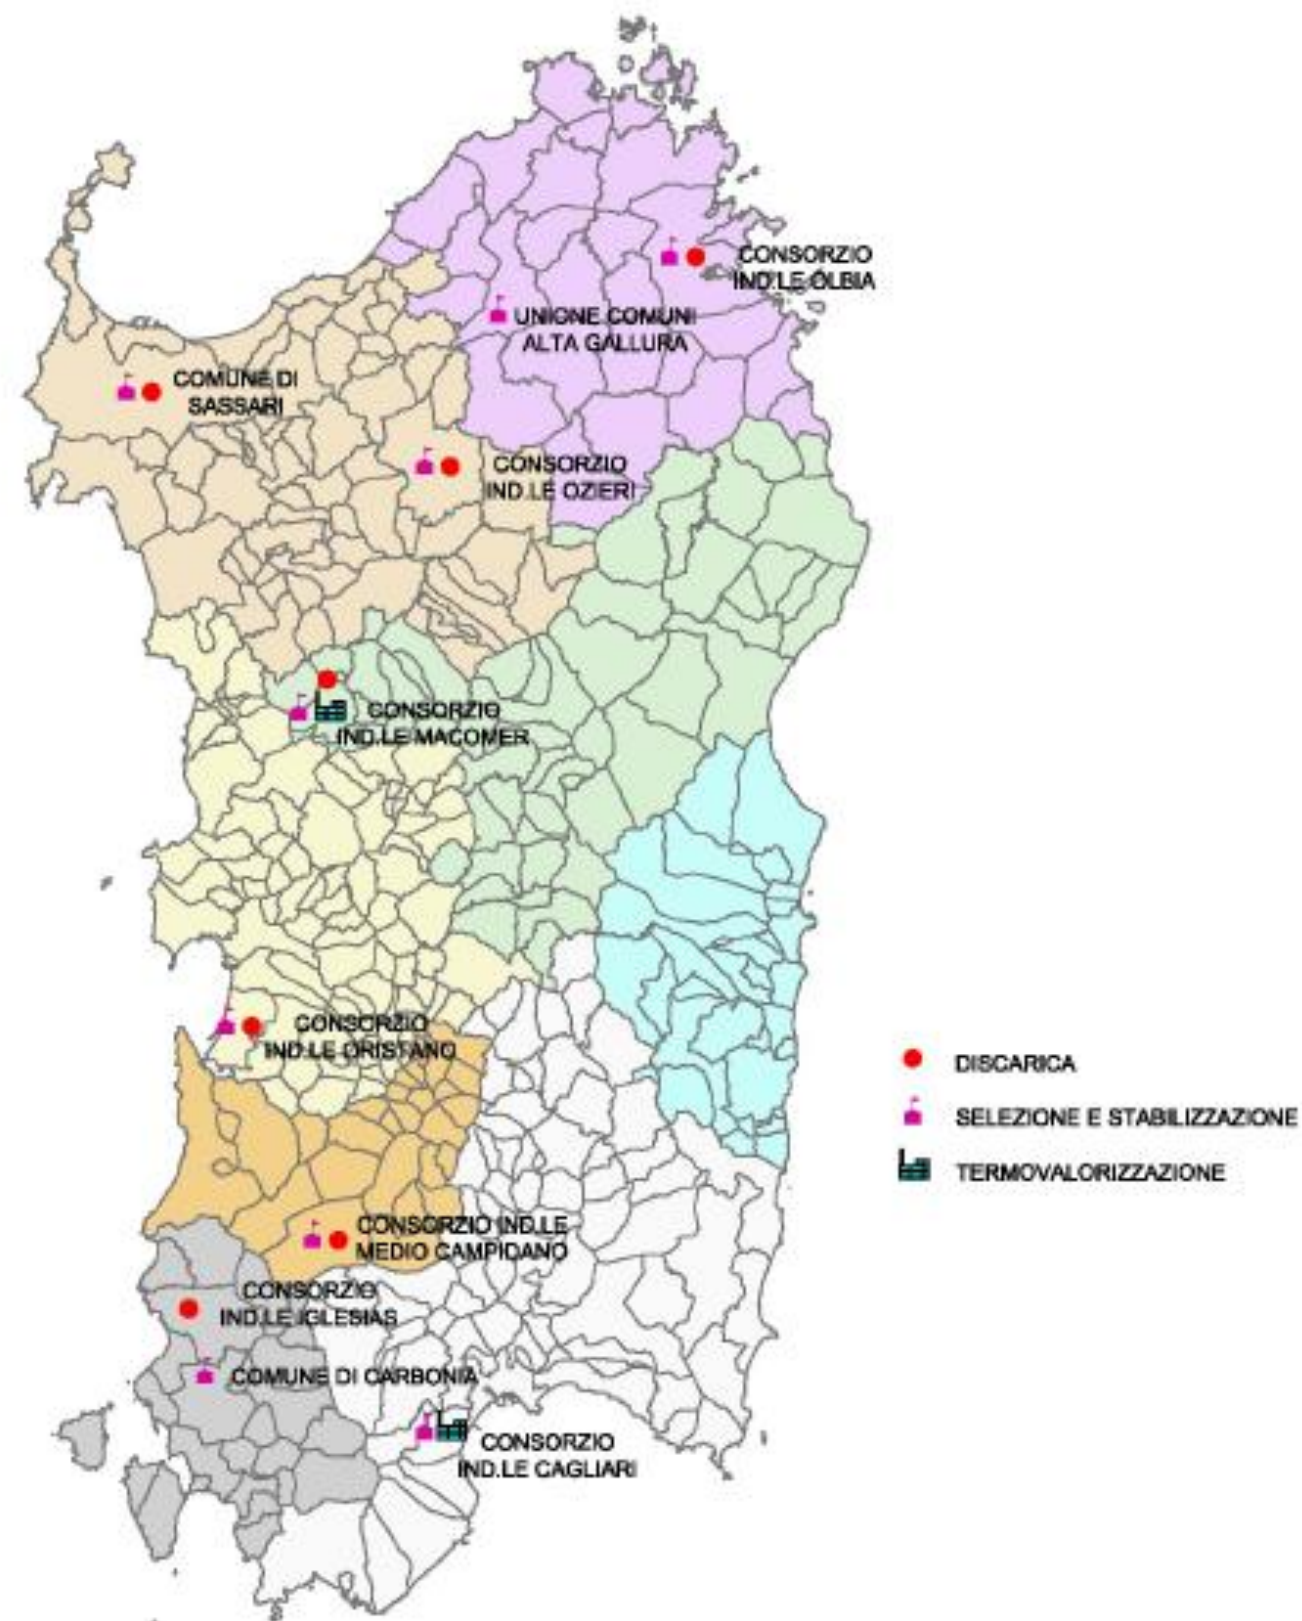 CONSORZIO
IND.LE OLBIA
UNIONE COMUNI
ALTA GALLURA
COMUNE DI
SASSARI
CONSORZIO
IND.LE OZIERI
CONSORZIO
IND.LE MACOMER
CONSORZIO
IND.LE ORISTANO
DISCARICA
SELEZIONE E STABILIZZAZIONE
TERMOVALORIZZAZIONE
CONSORZIO IND.LE
MEDIO CAMPIDANO
CONSORZIO
IND.LE IGLESIAS
COMUNE DI CARBONIA
CONSORZIO
IND.LE CAGLIARI